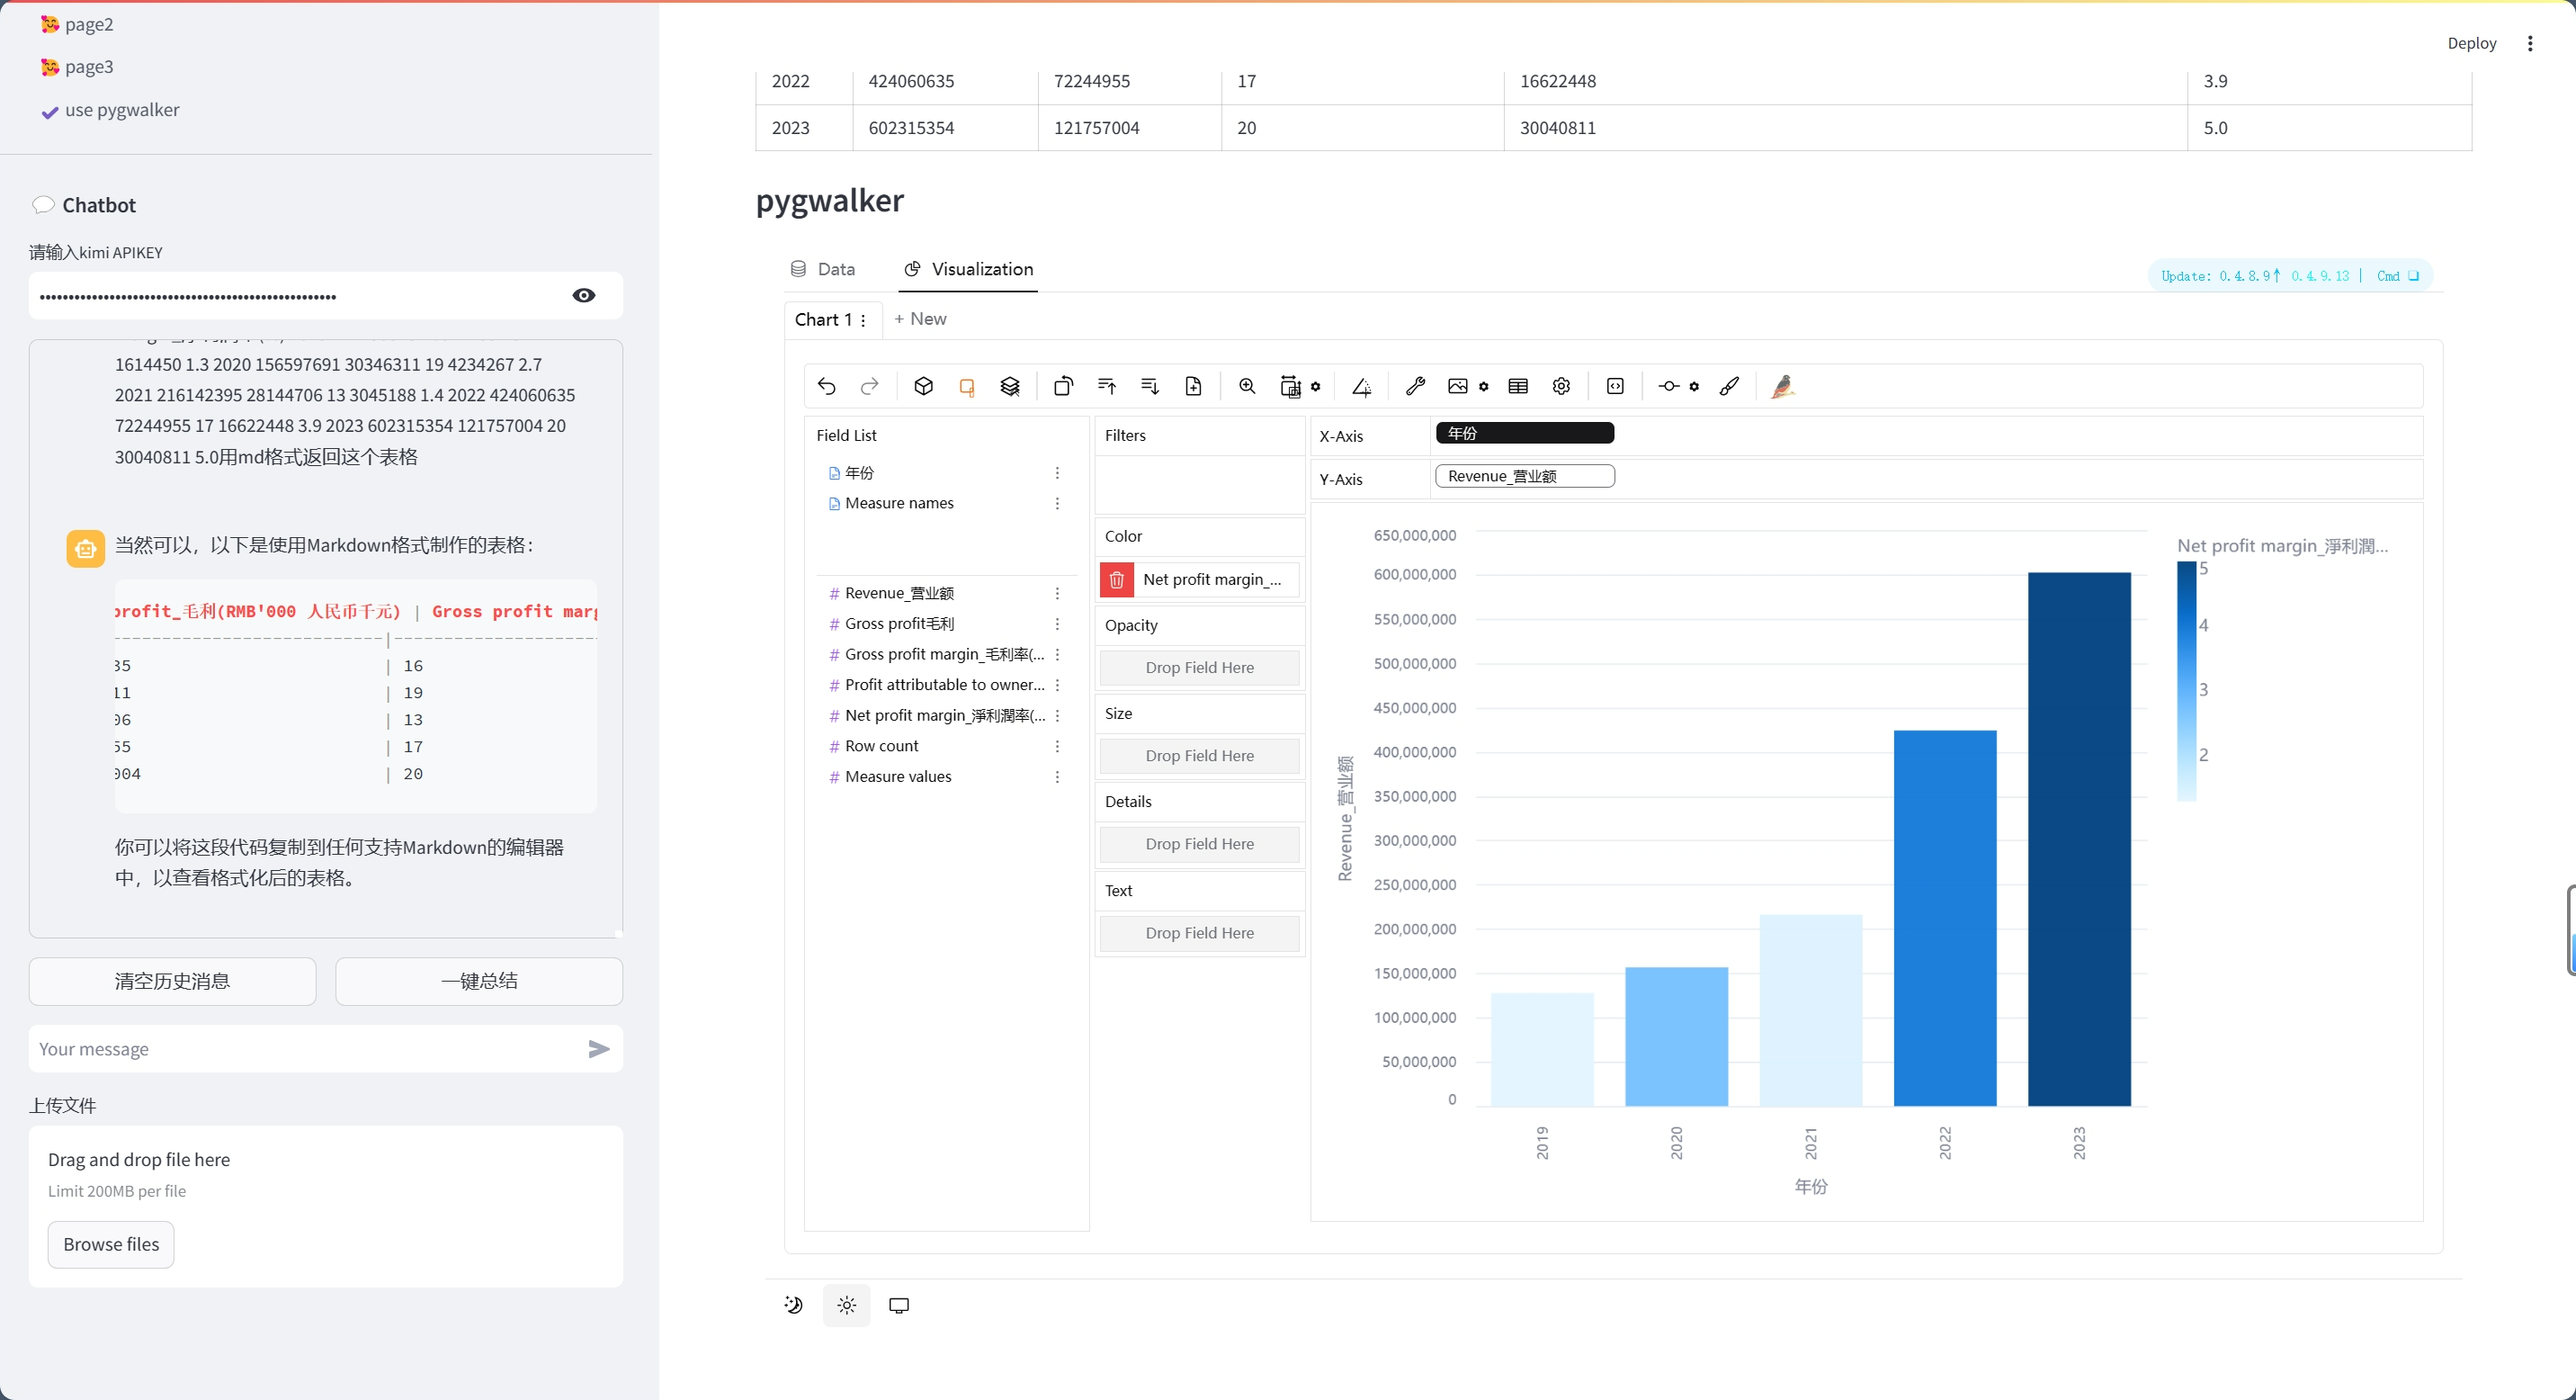 page2
page3
use pygwalker
Chatbot
请输入kimi APIKEY
1614450 1.3 2020 156597691 30346311 19 4234267 2.7
2021 216142395 28144706 13 3045188 1.4 2022 424060635
72244955 17 16622448 3.9 2023 602315354 121757004 20
30040811 5.0用md格式返回这个表格
当然可以，以下是使用Markdown格式制作的表格：
profit_毛利(RMB'000 人民币千元) | Gross profit marg
35 | 16
11 | 19
06 | 13
55 | 17
004 | 20
你可以将这段代码复制到任何支持Markdown的编辑器
中，以查看格式化后的表格。
清空历史消息
一键总结
Your message
上传文件
Drag and drop file here
Limit 200MB per file
Browse files
Deploy
2022 424060635 72244955 17 16622448 3.9
2023 602315354 121757004 20 30040811 5.0
pygwalker
Data
Visualization
Update: 0.4.8.9↑ 0.4.9.13 | Cmd
Chart 1
+ New
Field List
年份
Measure names
# Revenue_营业额
# Gross profit毛利
# Gross profit margin_毛利率(...
# Profit attributable to owner...
# Net profit margin_淨利潤率(...
# Row count
# Measure values
Filters
Color
Net profit margin_...
Opacity
Drop Field Here
Size
Drop Field Here
Details
Drop Field Here
Text
Drop Field Here
X-Axis
年份
Y-Axis
Revenue_营业额
650,000,000
600,000,000
550,000,000
500,000,000
450,000,000
400,000,000
350,000,000
300,000,000
250,000,000
200,000,000
150,000,000
100,000,000
50,000,000
0
Revenue_营业额
2019
2020
2021
2022
2023
年份
Net profit margin_淨利潤...
5
4
3
2